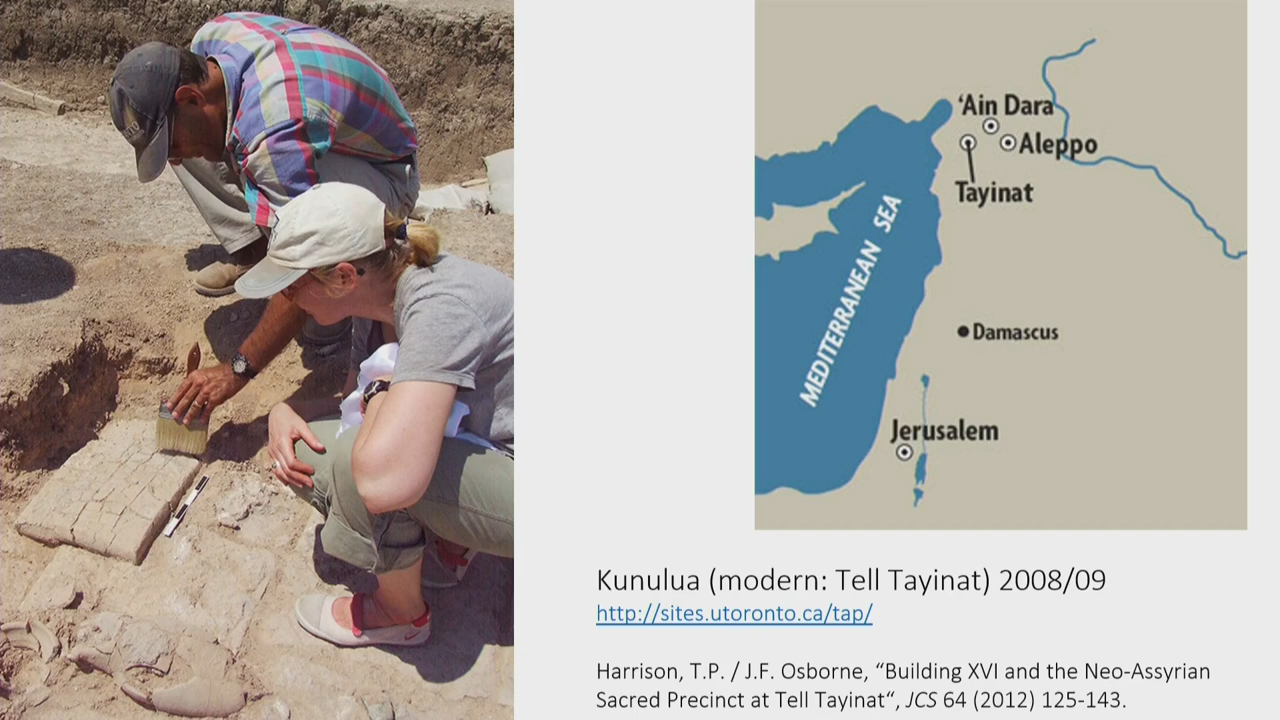 ‘Ain Dara
Aleppo
Tayinat
MEDITERRANEAN SEA
Damascus
Jerusalem
Kunulua (modern: Tell Tayinat) 2008/09
http://sites.utoronto.ca/tap/
Harrison, T.P. / J.F. Osborne, “Building XVI and the Neo-Assyrian
Sacred Precinct at Tell Tayinat“, JCS 64 (2012) 125-143.